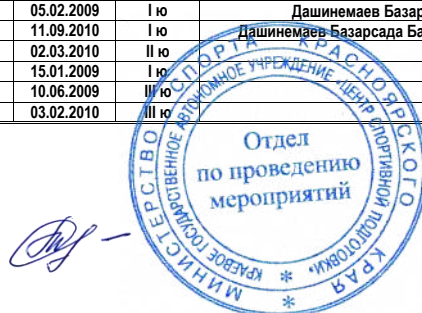 05.02.2009 I ю Дашинемаев Базар
11.09.2010 I ю Дашинемаев Базарсада Ба
02.03.2010 II ю
15.01.2009 I ю
10.06.2009 III ю
03.02.2010 III ю
МИНИСТЕРСТВО СПОРТА КРАСНОЯРСКОГО КРАЯ *
КРАЕВОЕ ГОСУДАРСТВЕННОЕ АВТОНОМНОЕ УЧРЕЖДЕНИЕ «ЦЕНТР СПОРТИВНОЙ ПОДГОТОВКИ» *
Отдел
по проведению
мероприятий